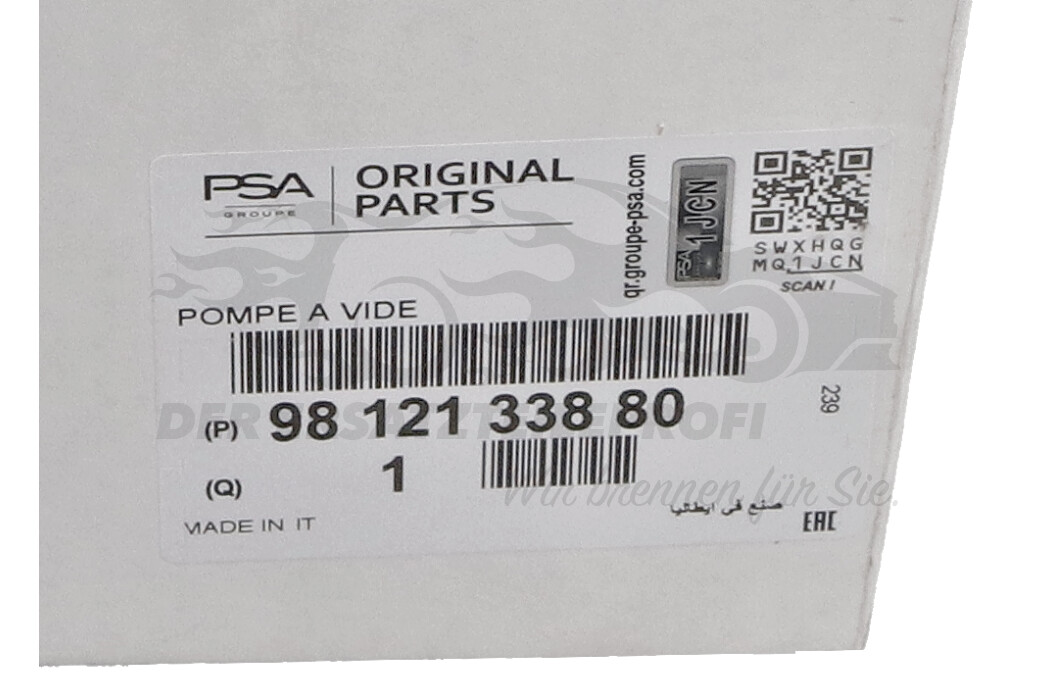 PSA
GROUPE
ORIGINAL
PARTS
qr.groupe-psa.com
PSA 1JCN
SWXHQG
MQ1JCN
SCAN !
POMPE A VIDE
(P) 98 121 338 80
239
(Q) 1
MADE IN IT
صنع في ايطاليا
EAC
DER ERSATZTEILEPROFI
Wir brennen für Sie.